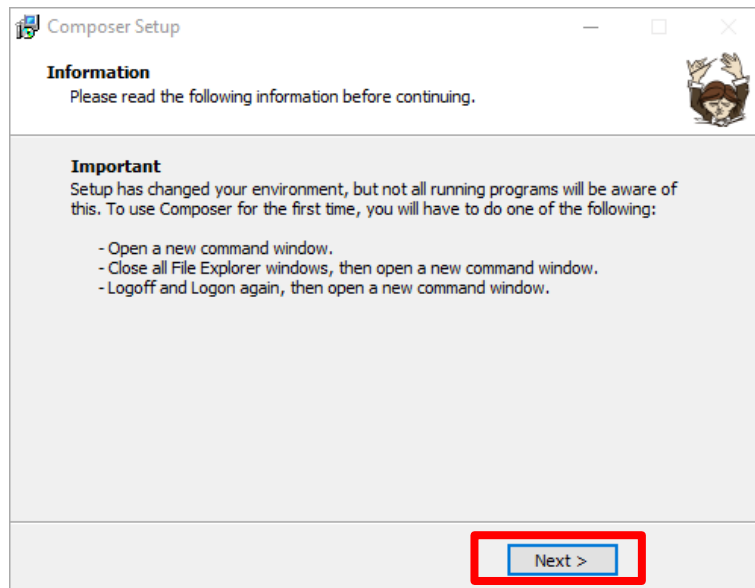 Composer Setup
Information
Please read the following information before continuing.
Important
Setup has changed your environment, but not all running programs will be aware of
this. To use Composer for the first time, you will have to do one of the following:
- Open a new command window.
- Close all File Explorer windows, then open a new command window.
- Logoff and Logon again, then open a new command window.
Next >